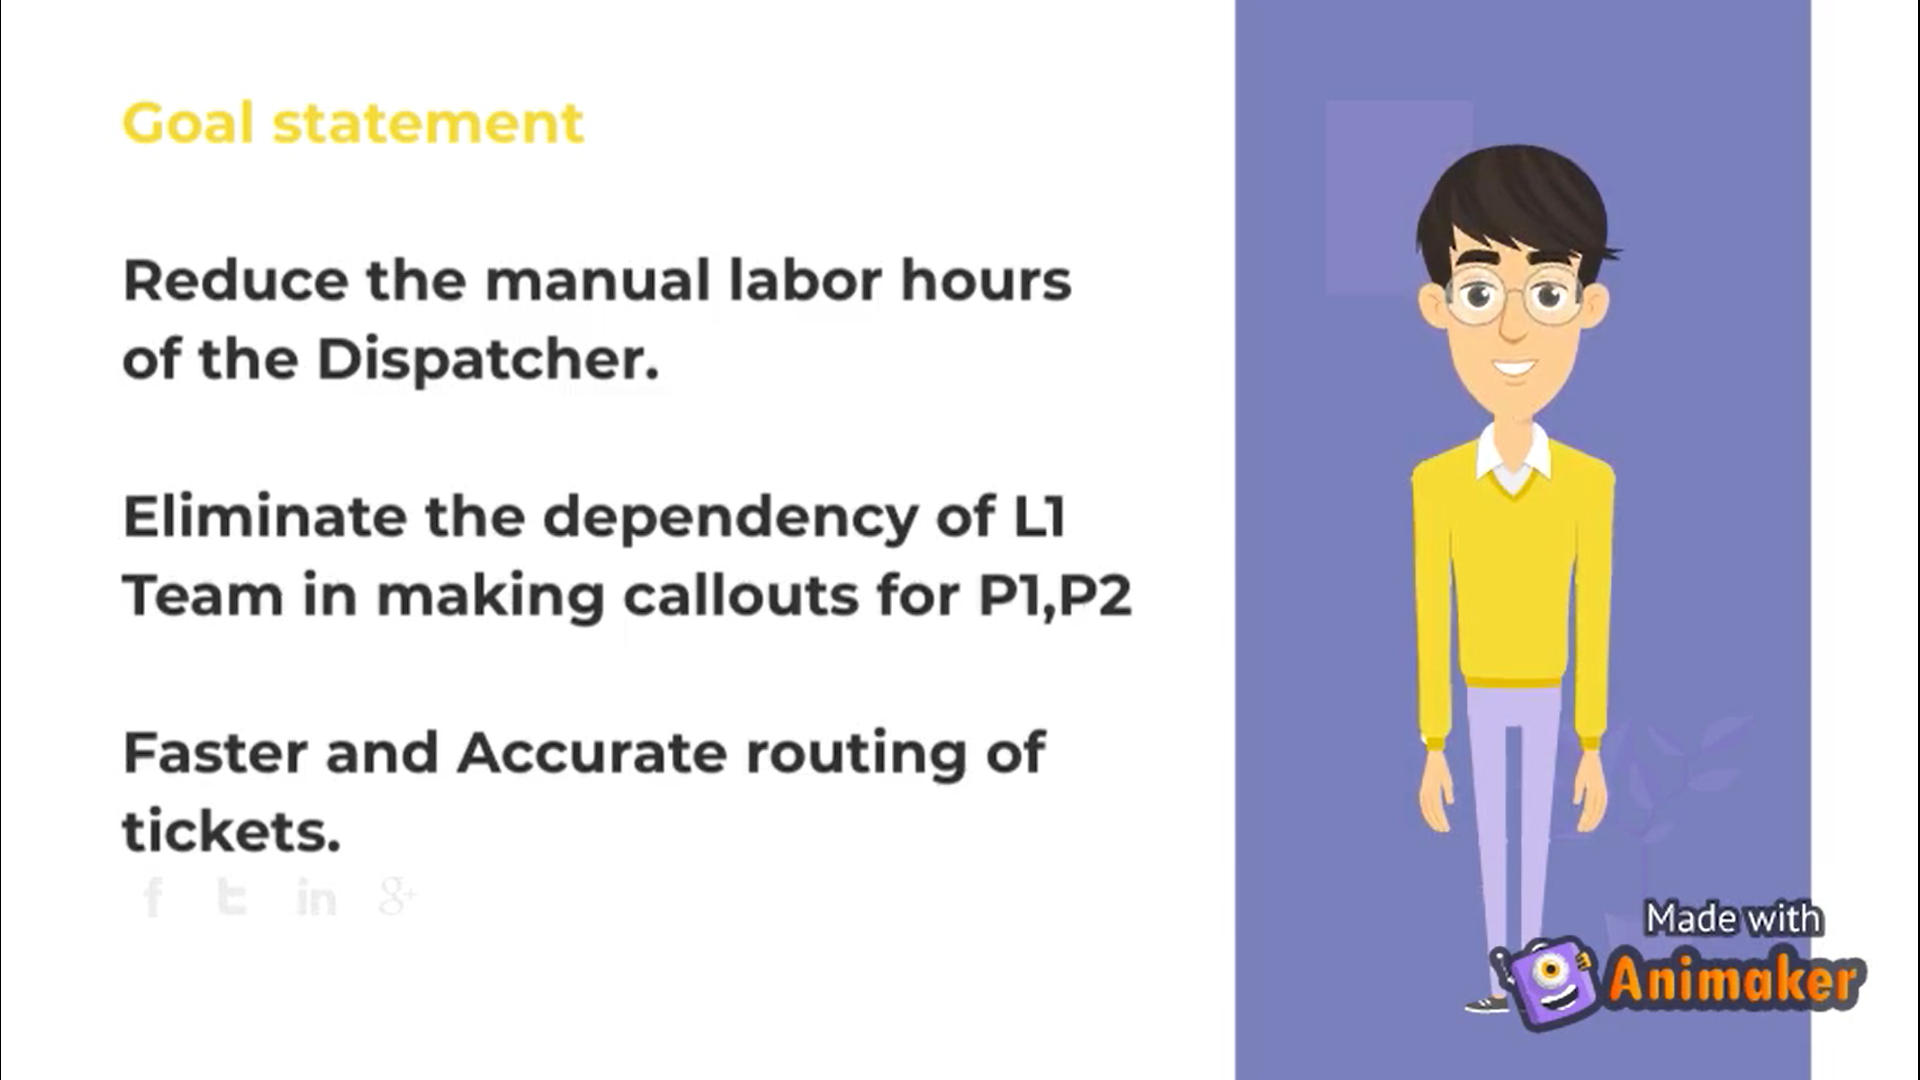 Goal statement
Reduce the manual labor hours
of the Dispatcher.
Eliminate the dependency of L1
Team in making callouts for P1,P2
Faster and Accurate routing of
tickets.
f t in g+
Made with
Animaker